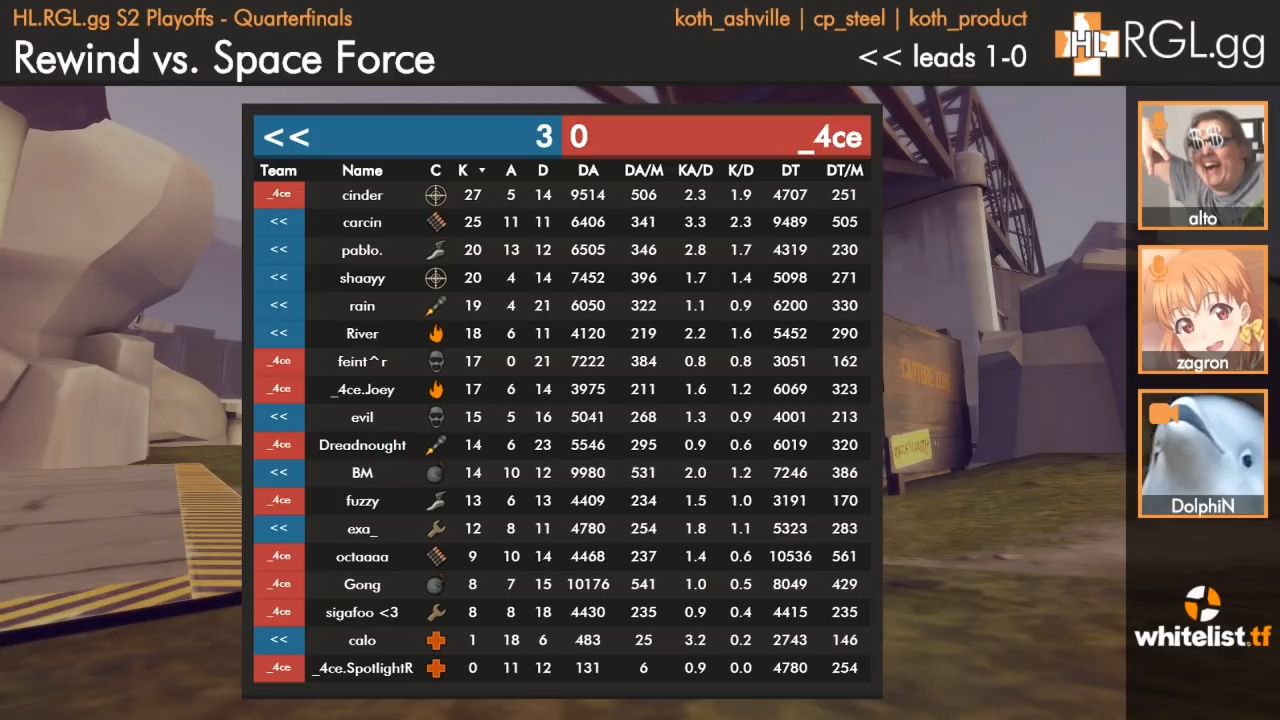 HL.RGL.gg S2 Playoffs - Quarterfinals
koth_ashville | cp_steel | koth_product
Rewind vs. Space Force
<< leads 1-0
HL RGL.gg
<< 3 0 _4ce
Team Name C K A D DA DA/M KA/D K/D DT DT/M
_4ce cinder 27 5 14 9514 506 2.3 1.9 4707 251
<< carcin 25 11 11 6406 341 3.3 2.3 9489 505
<< pablo. 20 13 12 6505 346 2.8 1.7 4319 230
<< shaayy 20 4 14 7452 396 1.7 1.4 5098 271
<< rain 19 4 21 6050 322 1.1 0.9 6200 330
<< River 18 6 11 4120 219 2.2 1.6 5452 290
_4ce feint^r 17 0 21 7222 384 0.8 0.8 3051 162
_4ce _4ce.Joey 17 6 14 3975 211 1.6 1.2 6069 323
<< evil 15 5 16 5041 268 1.3 0.9 4001 213
_4ce Dreadnought 14 6 23 5546 295 0.9 0.6 6019 320
<< BM 14 10 12 9980 531 2.0 1.2 7246 386
_4ce fuzzy 13 6 13 4409 234 1.5 1.0 3191 170
<< exa_ 12 8 11 4780 254 1.8 1.1 5323 283
_4ce octaaaa 9 10 14 4468 237 1.4 0.6 10536 561
_4ce Gong 8 7 15 10176 541 1.0 0.5 8049 429
_4ce sigafoo <3 8 8 18 4430 235 0.9 0.4 4415 235
<< calo 1 18 6 483 25 3.2 0.2 2743 146
_4ce _4ce.SpotlightR 0 11 12 131 6 0.9 0.0 4780 254
alto
zagron
DolphiN
whitelist.tf
CAPTURE ZONE